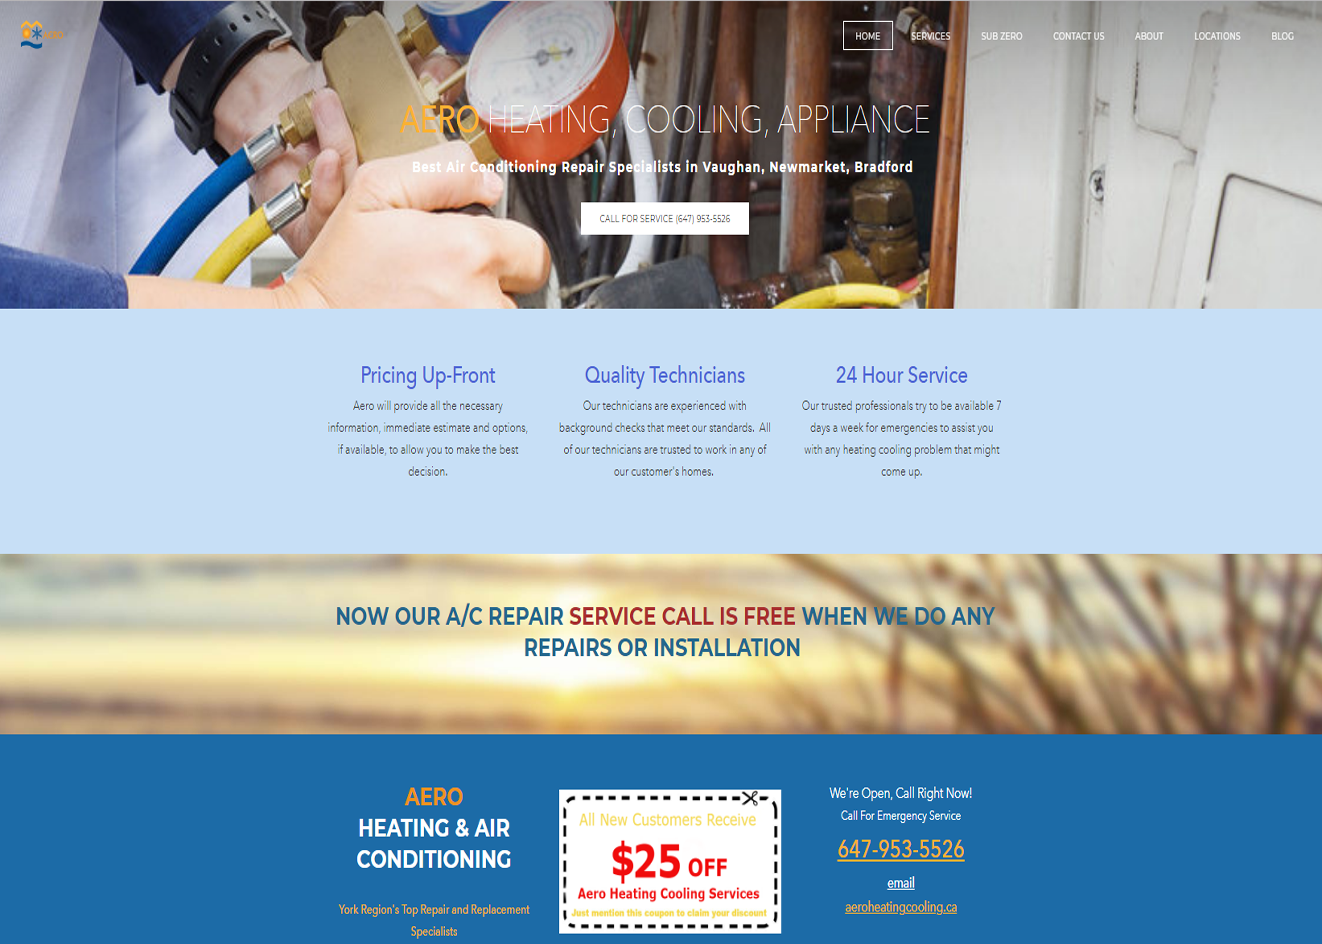 AERO
HOME
SERVICES
SUB ZERO
CONTACT US
ABOUT
LOCATIONS
BLOG
AERO HEATING, COOLING, APPLIANCE
Best Air Conditioning Repair Specialists in Vaughan, Newmarket, Bradford
CALL FOR SERVICE (647) 953-5526
Pricing Up-Front
Aero will provide all the necessary
information, immediate estimate and options,
if available, to allow you to make the best
decision.
Quality Technicians
Our technicians are experienced with
background checks that meet our standards.  All
of our technicians are trusted to work in any of
our customer's homes.
24 Hour Service
Our trusted professionals try to be available 7
days a week for emergencies to assist you
with any heating cooling problem that might
come up.
NOW OUR A/C REPAIR SERVICE CALL IS FREE WHEN WE DO ANY
REPAIRS OR INSTALLATION
AERO
HEATING & AIR
CONDITIONING
York Region's Top Repair and Replacement
Specialists
All New Customers Receive
$25 OFF
Aero Heating Cooling Services
Just mention this coupon to claim your discount
We're Open, Call Right Now!
Call For Emergency Service
647-953-5526
email
aeroheatingcooling.ca